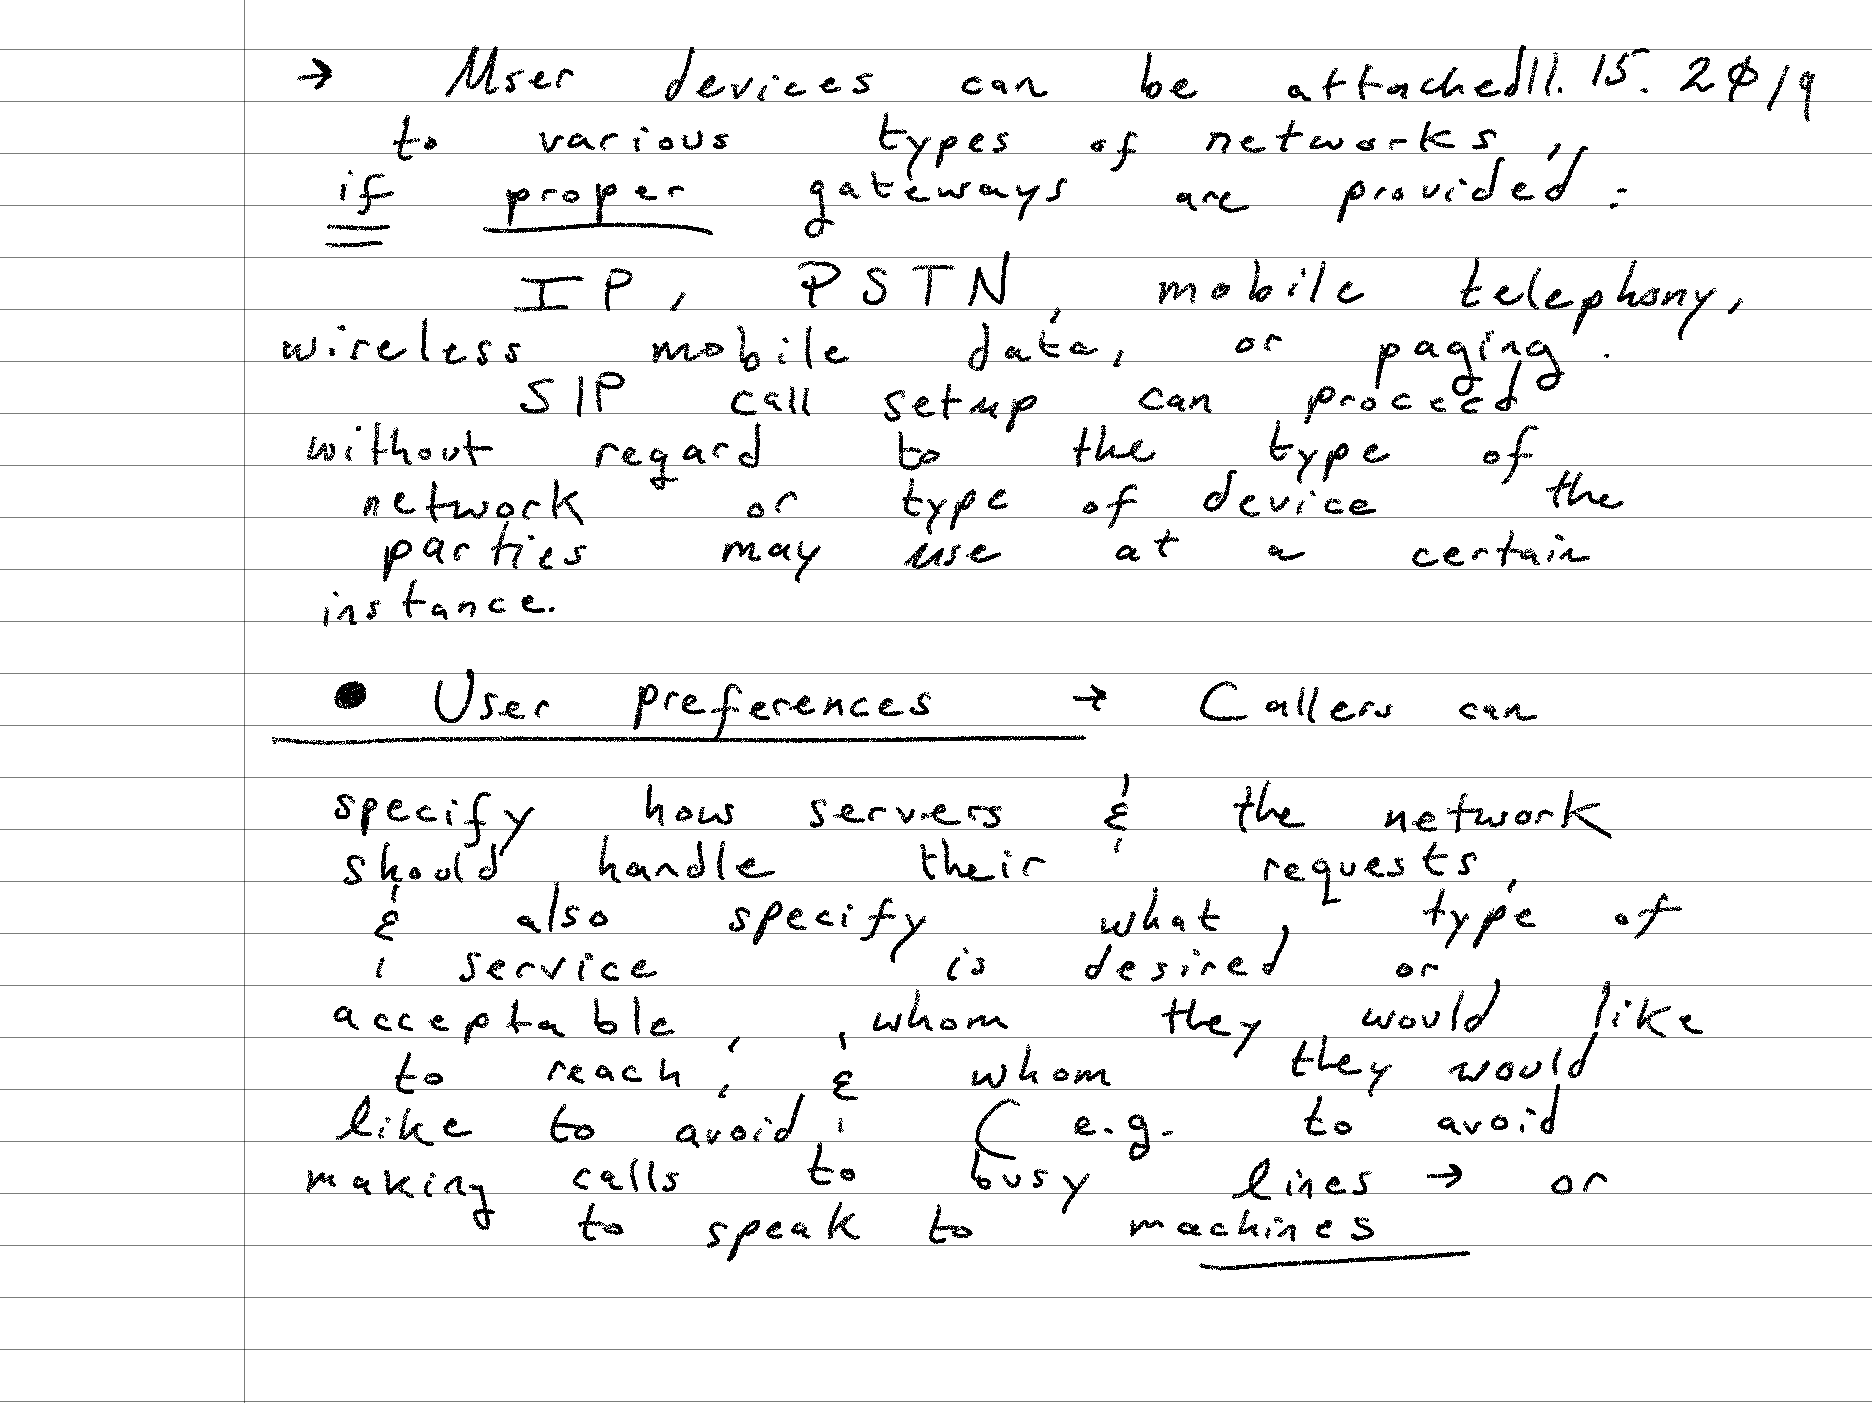 → User devices can be attached 11. 15. 2019
to various types of networks,
if proper gateways are provided:
IP, PSTN, mobile telephony,
wireless mobile data, or paging.
SIP call setup can proceed
without regard to the type of
network or type of device the
parties may use at a certain
instance.
● User preferences → Callers can
specify how servers & the network
should handle their requests,
& also specify what type of
service is desired or
acceptable, whom they would like
to reach, & whom they would
like to avoid, (e.g. to avoid
making calls to busy lines → or
to speak to machines